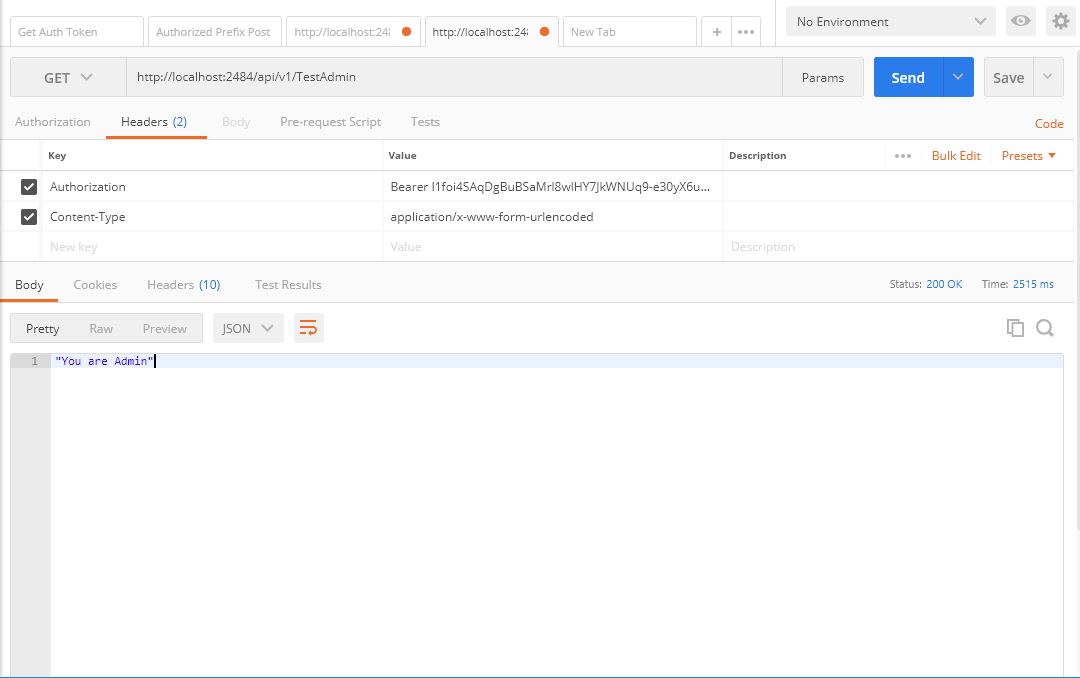 Get Auth Token
Authorized Prefix Post
http://localhost:248
http://localhost:248
New Tab
No Environment
GET
http://localhost:2484/api/v1/TestAdmin
Params
Send
Save
Authorization
Headers (2)
Body
Pre-request Script
Tests
Code
Key
Value
Description
Bulk Edit
Presets
Authorization
Bearer I1foi4SAqDgBuBSaMrl8wlHY7JkWNUq9-e30yX6u...
Content-Type
application/x-www-form-urlencoded
New key
Value
Description
Body
Cookies
Headers (10)
Test Results
Status: 200 OK
Time: 2515 ms
Pretty
Raw
Preview
JSON
1
"You are Admin"